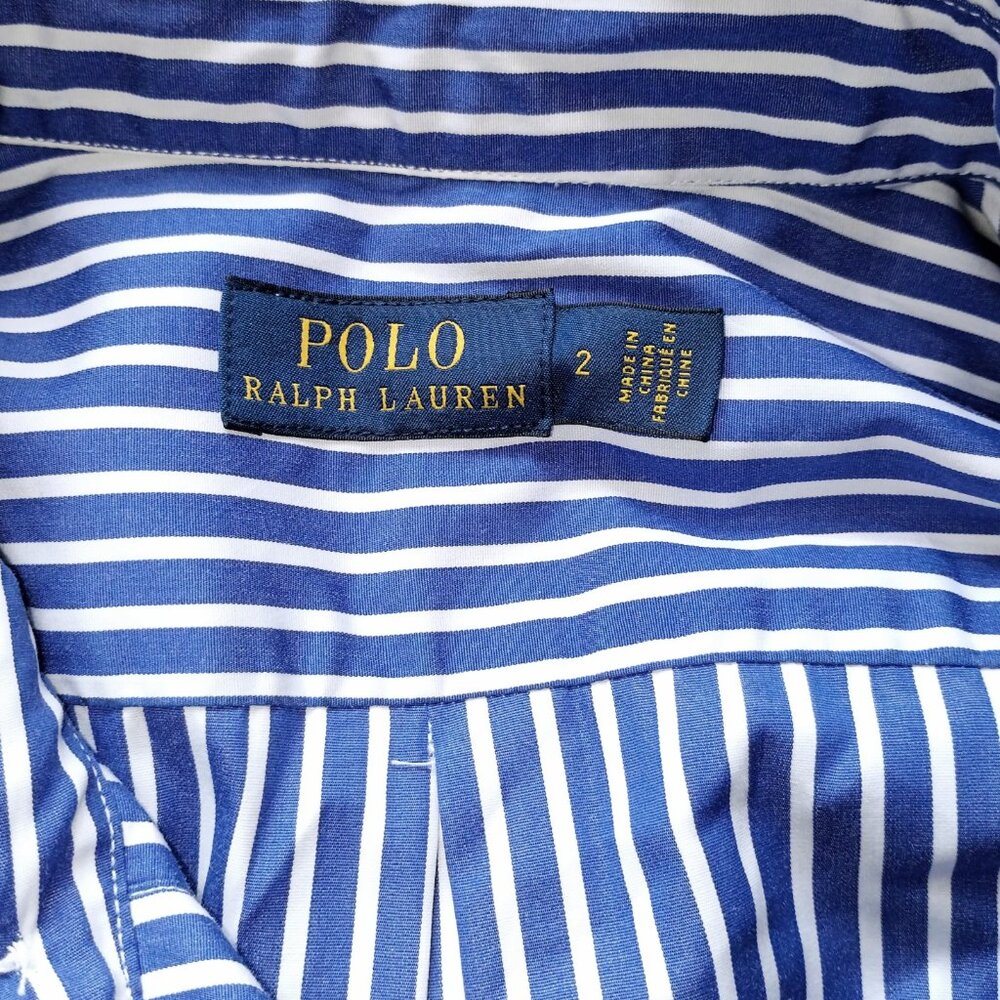 POLO
RALPH LAUREN
2
MADE IN
CHINA
FABRIQUÉ EN
CHINE